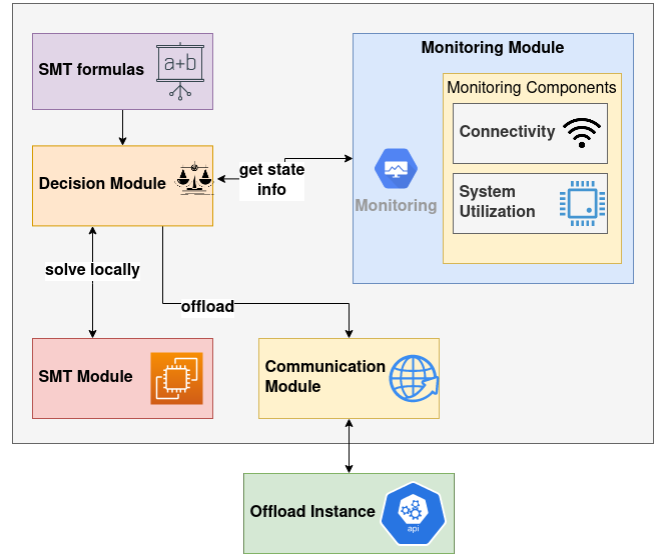 SMT formulas
a+b
Monitoring Module
Monitoring Components
Connectivity
System
Utilization
Monitoring
Decision Module
get state
info
solve locally
offload
SMT Module
Communication
Module
Offload Instance
api